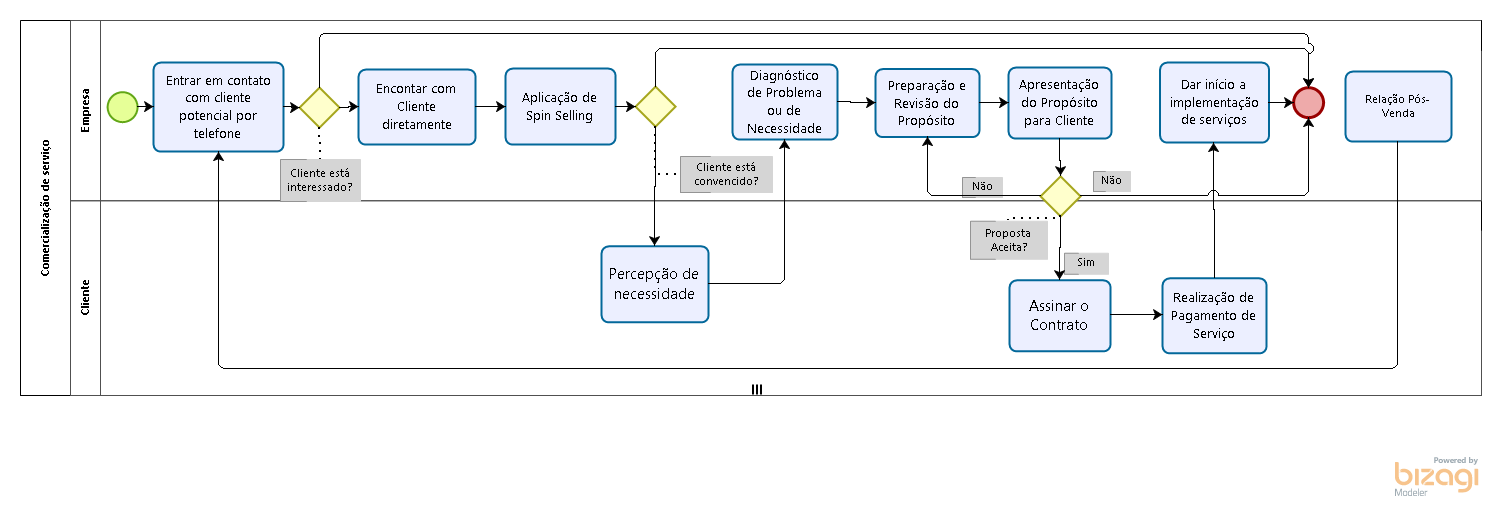 Comercialização de serviço
Empresa
Entrar em contato
com cliente
potencial por
telefone
Cliente está
interessado?
Encontar com
Cliente
diretamente
Aplicação de
Spin Selling
Cliente está
convencido?
Diagnóstico
de Problema
ou de
Necessidade
Preparação e
Revisão do
Propósito
Apresentação
do Propósito
para Cliente
Não
Não
Dar início a
implementação
de serviços
Relação Pós-
Venda
Cliente
Percepção de
necessidade
Proposta
Aceita?
Sim
Assinar o
Contrato
Realização de
Pagamento de
Serviço
Powered by
bizagi
Modeler